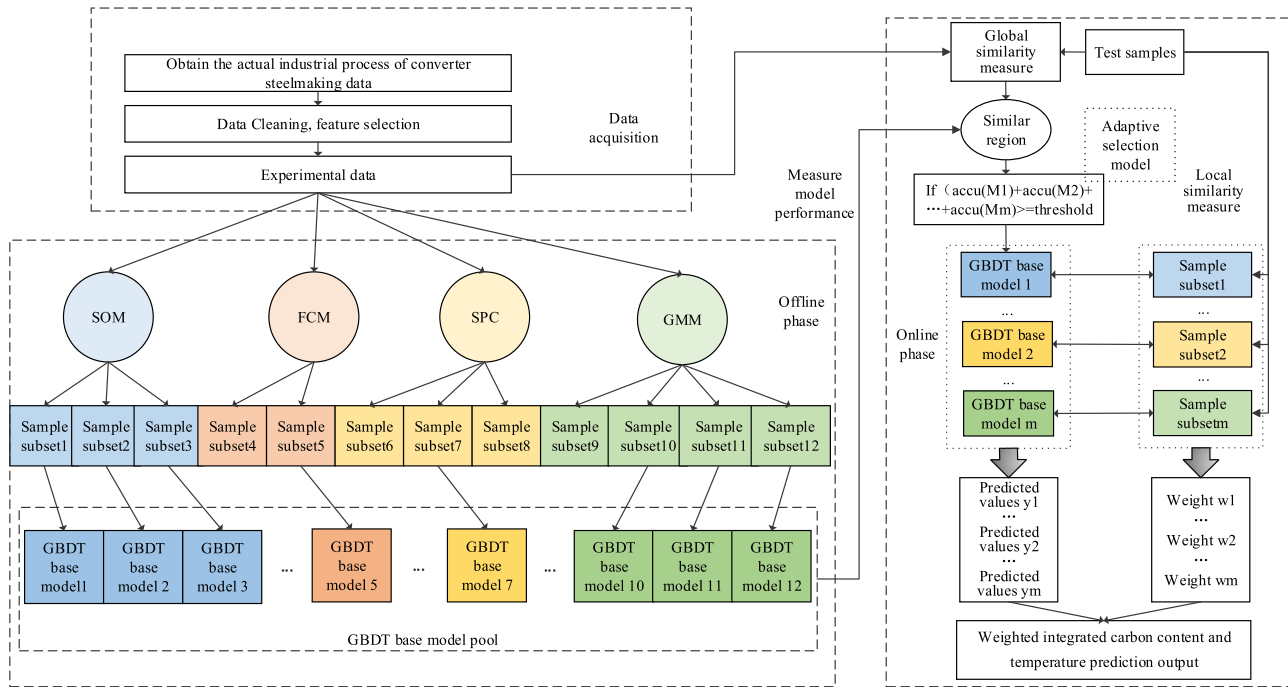 Obtain the actual industrial process of converter
steelmaking data
Data Cleaning, feature selection
Experimental data
Data
acquisition
Measure
model
performance
SOM
FCM
SPC
GMM
Offline
phase
Sample
subset1
Sample
subset2
Sample
subset3
Sample
subset4
Sample
subset5
Sample
subset6
Sample
subset7
Sample
subset8
Sample
subset9
Sample
subset10
Sample
subset11
Sample
subset12
GBDT
base
model1
GBDT
base
model 2
GBDT
base
model 3
...
GBDT
base
model 5
...
GBDT
base
model 7
...
GBDT
base
model 10
GBDT
base
model 11
GBDT
base
model 12
GBDT base model pool
Global
similarity
measure
Test samples
Similar
region
Adaptive
selection
model
Local
similarity
measure
If（accu(M1)+accu(M2)+
···+accu(Mm)>=threshold
Online
phase
GBDT base
model 1
...
GBDT base
model 2
...
GBDT base
model m
Sample
subset1
...
Sample
subset2
...
Sample
subsetm
Predicted
values y1
...
Predicted
values y2
...
Predicted
values ym
Weight w1
...
Weight w2
...
Weight wm
Weighted integrated carbon content and
temperature prediction output